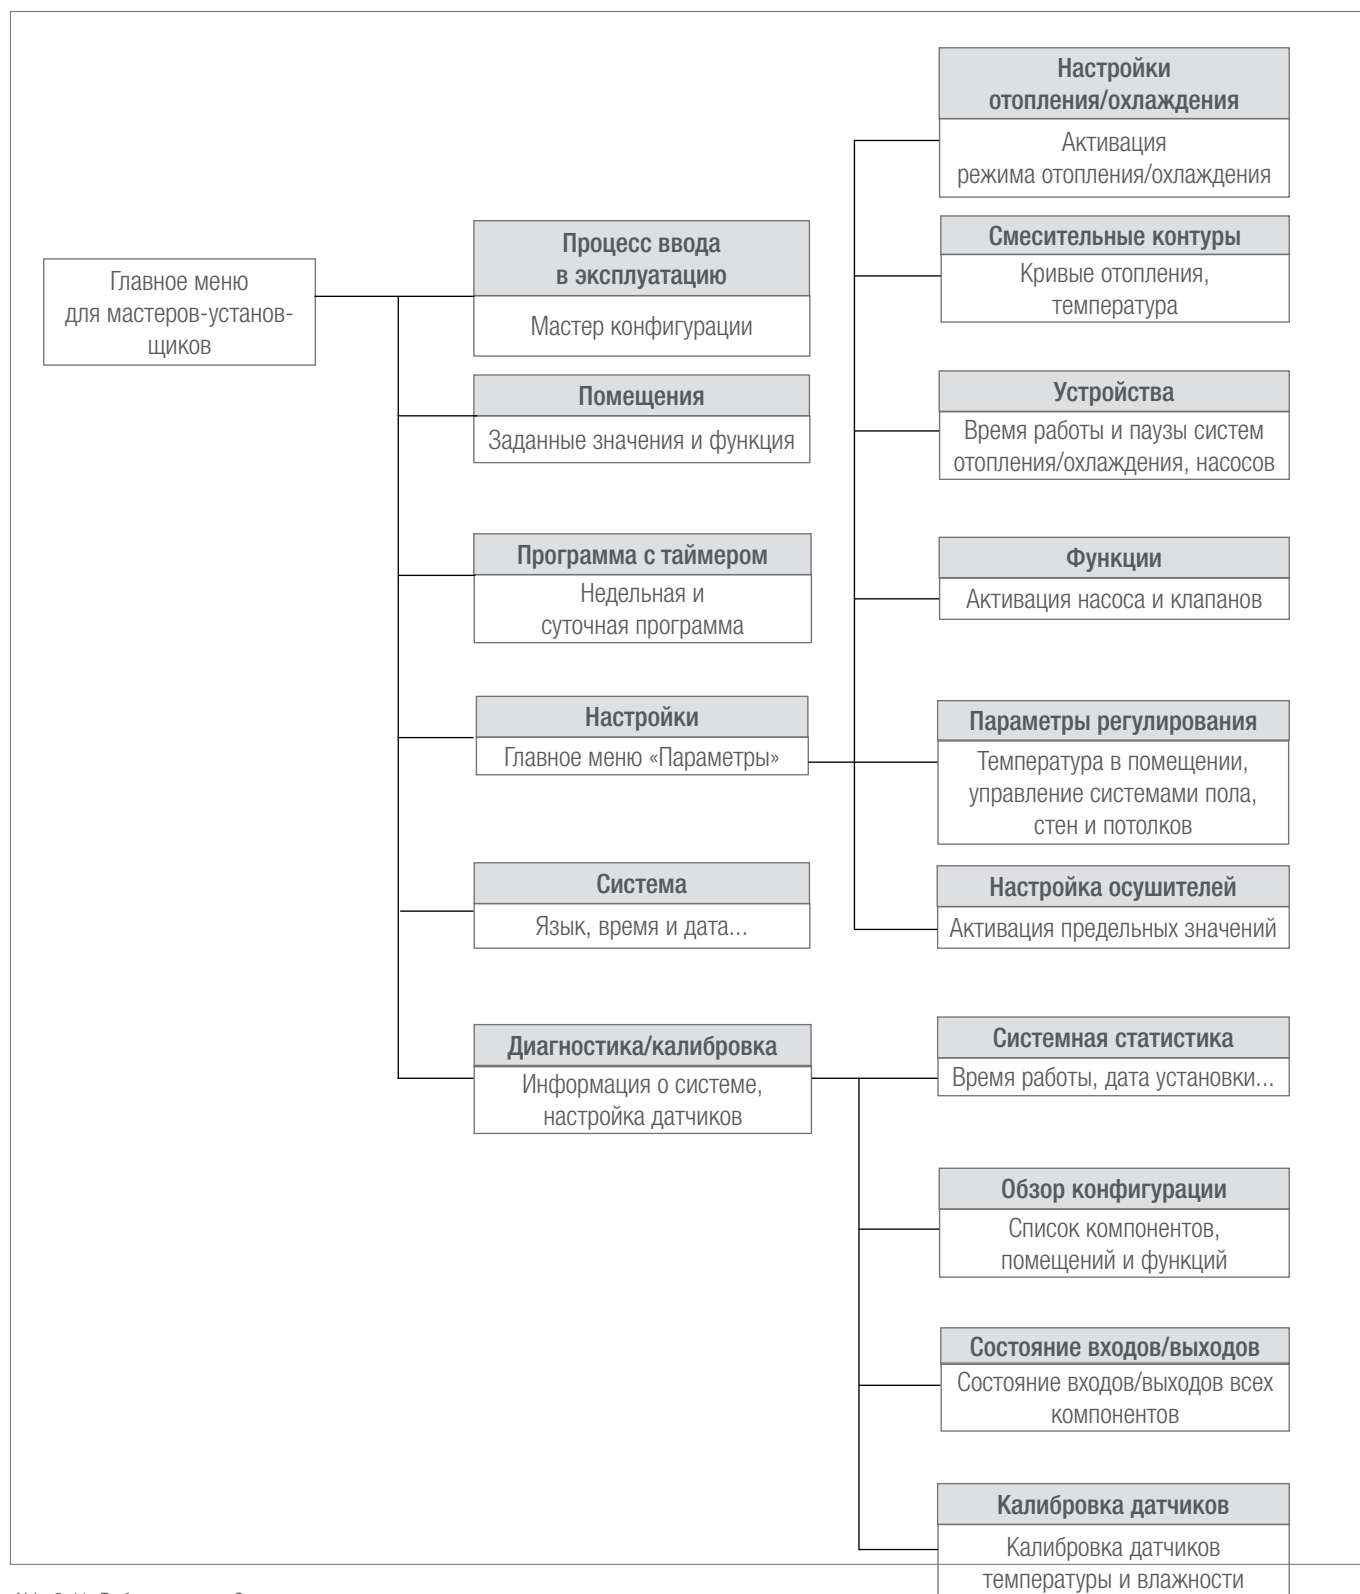 Главное меню
для мастеров-установ-
щиков
Процесс ввода
в эксплуатацию
Мастер конфигурации
Помещения
Заданные значения и функция
Программа с таймером
Недельная и
суточная программа
Настройки
Главное меню «Параметры»
Система
Язык, время и дата...
Диагностика/калибровка
Информация о системе,
настройка датчиков
Настройки
отопления/охлаждения
Активация
режима отопления/охлаждения
Смесительные контуры
Кривые отопления,
температура
Устройства
Время работы и паузы систем
отопления/охлаждения, насосов
Функции
Активация насоса и клапанов
Параметры регулирования
Температура в помещении,
управление системами пола,
стен и потолков
Настройка осушителей
Активация предельных значений
Системная статистика
Время работы, дата установки...
Обзор конфигурации
Список компонентов,
помещений и функций
Состояние входов/выходов
Состояние входов/выходов всех
компонентов
Калибровка датчиков
Калибровка датчиков
температуры и влажности